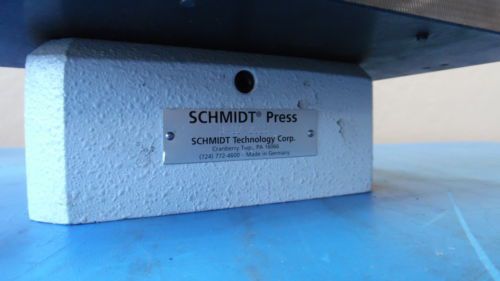 SCHMIDT® Press
SCHMIDT Technology Corp.
Cranberry Twp., PA 16066
(724) 772-4600 - Made in Germany